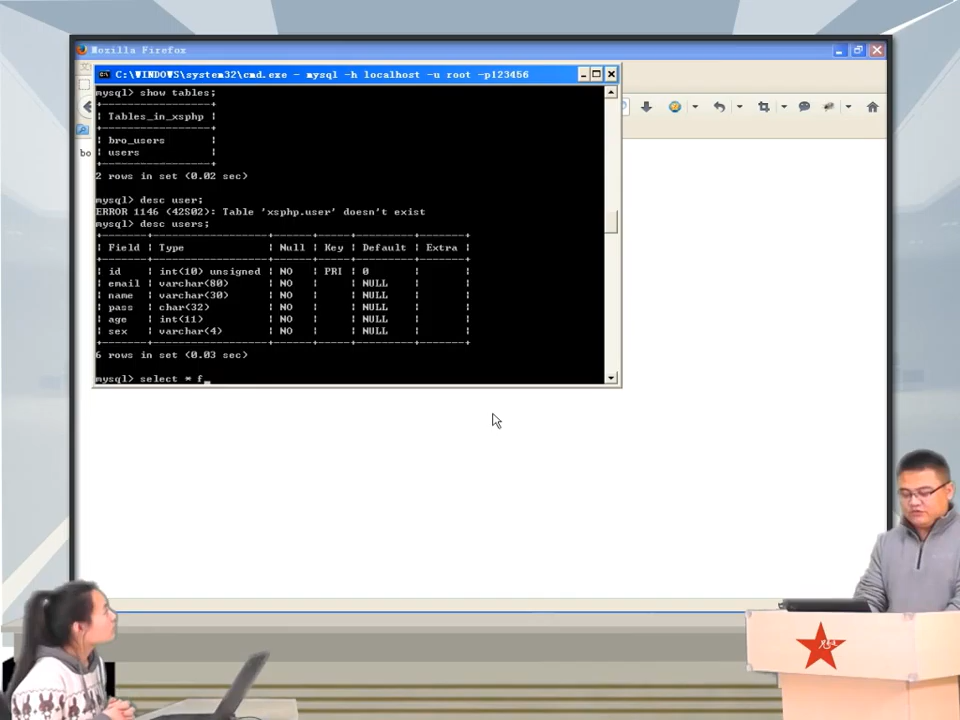 Mozilla Firefox
C:\WINDOWS\system32\cmd.exe - mysql -h localhost -u root -p123456
mysql> show tables;
+-----------------+
| Tables_in_xsphp |
+-----------------+
| bro_users |
| users |
+-----------------+
2 rows in set (0.02 sec)
mysql> desc user;
ERROR 1146 (42S02): Table 'xsphp.user' doesn't exist
mysql> desc users;
+-------+------------------+------+-----+---------+-------+
| Field | Type | Null | Key | Default | Extra |
+-------+------------------+------+-----+---------+-------+
| id | int(10) unsigned | NO | PRI | 0 | |
| email | varchar(80) | NO | | NULL | |
| name | varchar(30) | NO | | NULL | |
| pass | char(32) | NO | | NULL | |
| age | int(11) | NO | | NULL | |
| sex | varchar(4) | NO | | NULL | |
+-------+------------------+------+-----+---------+-------+
6 rows in set (0.03 sec)
mysql> select * f_
bo